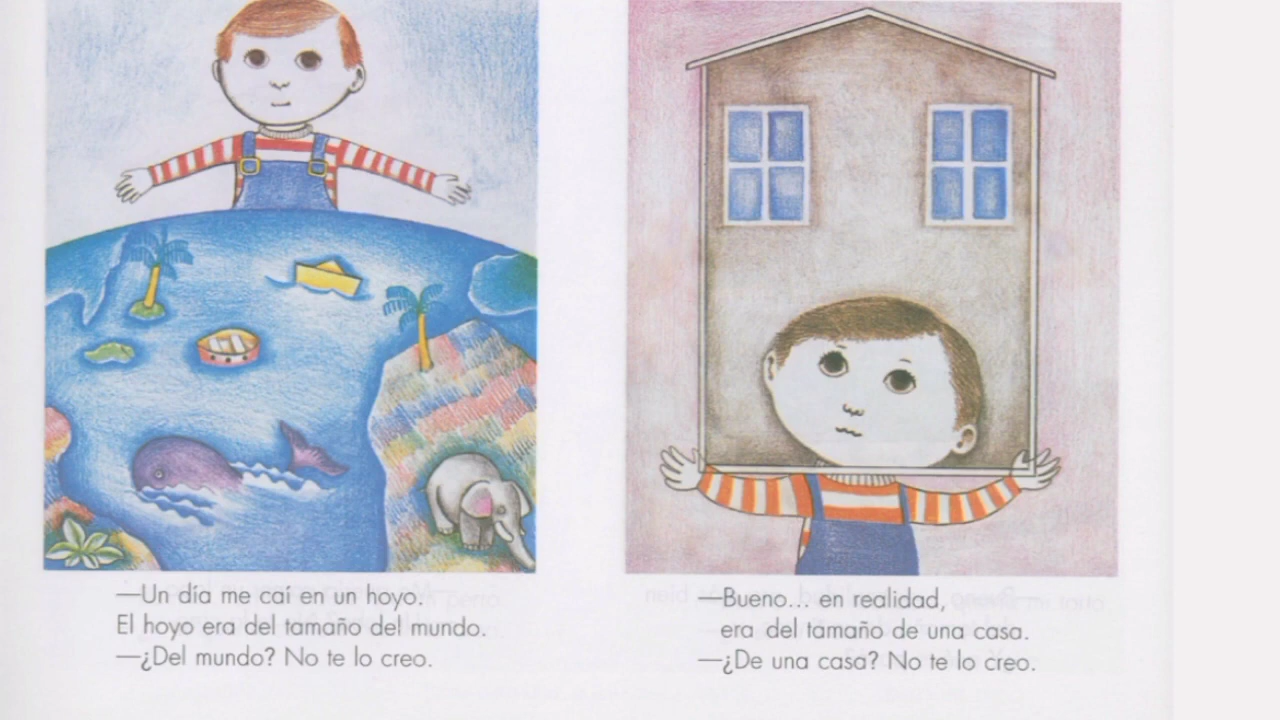 —Un día me caí en un hoyo.
El hoyo era del tamaño del mundo.
—¿Del mundo? No te lo creo.
—Bueno... en realidad,
era del tamaño de una casa.
—¿De una casa? No te lo creo.